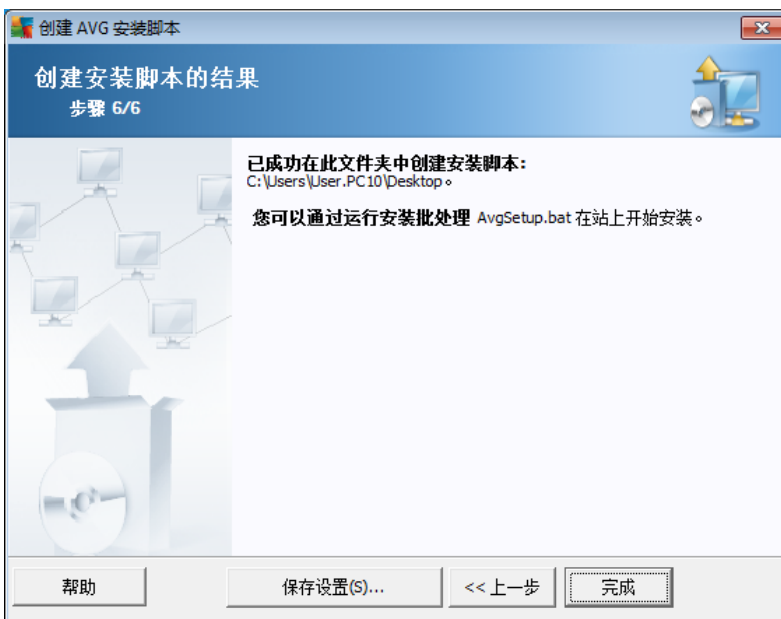 创建 AVG 安装脚本
创建安装脚本的结果
步骤 6/6
已成功在此文件夹中创建安装脚本:
C:\Users\User.PC10\Desktop。
您可以通过运行安装批处理 AvgSetup.bat 在站上开始安装。
帮助
保存设置(S)...
<< 上一步
完成